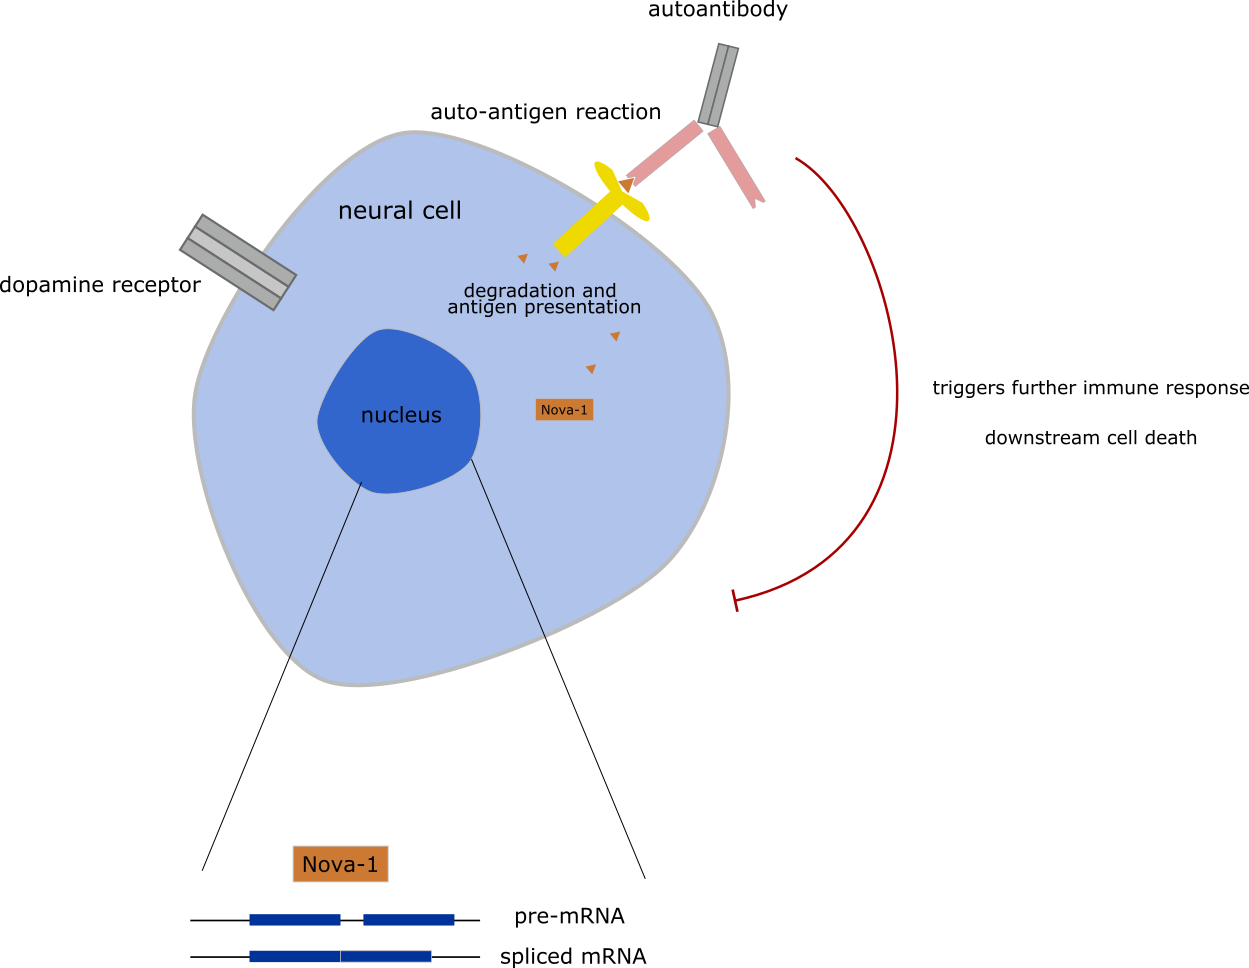 autoantibody
auto-antigen reaction
neural cell
dopamine receptor
degradation and
antigen presentation
nucleus
Nova-1
triggers further immune response
downstream cell death
Nova-1
pre-mRNA
spliced mRNA